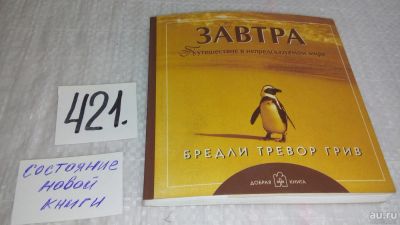 421.
состояние
новой
книги
ЗАВТРА
Путешествие в непредсказуемом мире
БРЕДЛИ ТРЕВОР ГРИВ
ДОБРАЯ КНИГА
au.ru